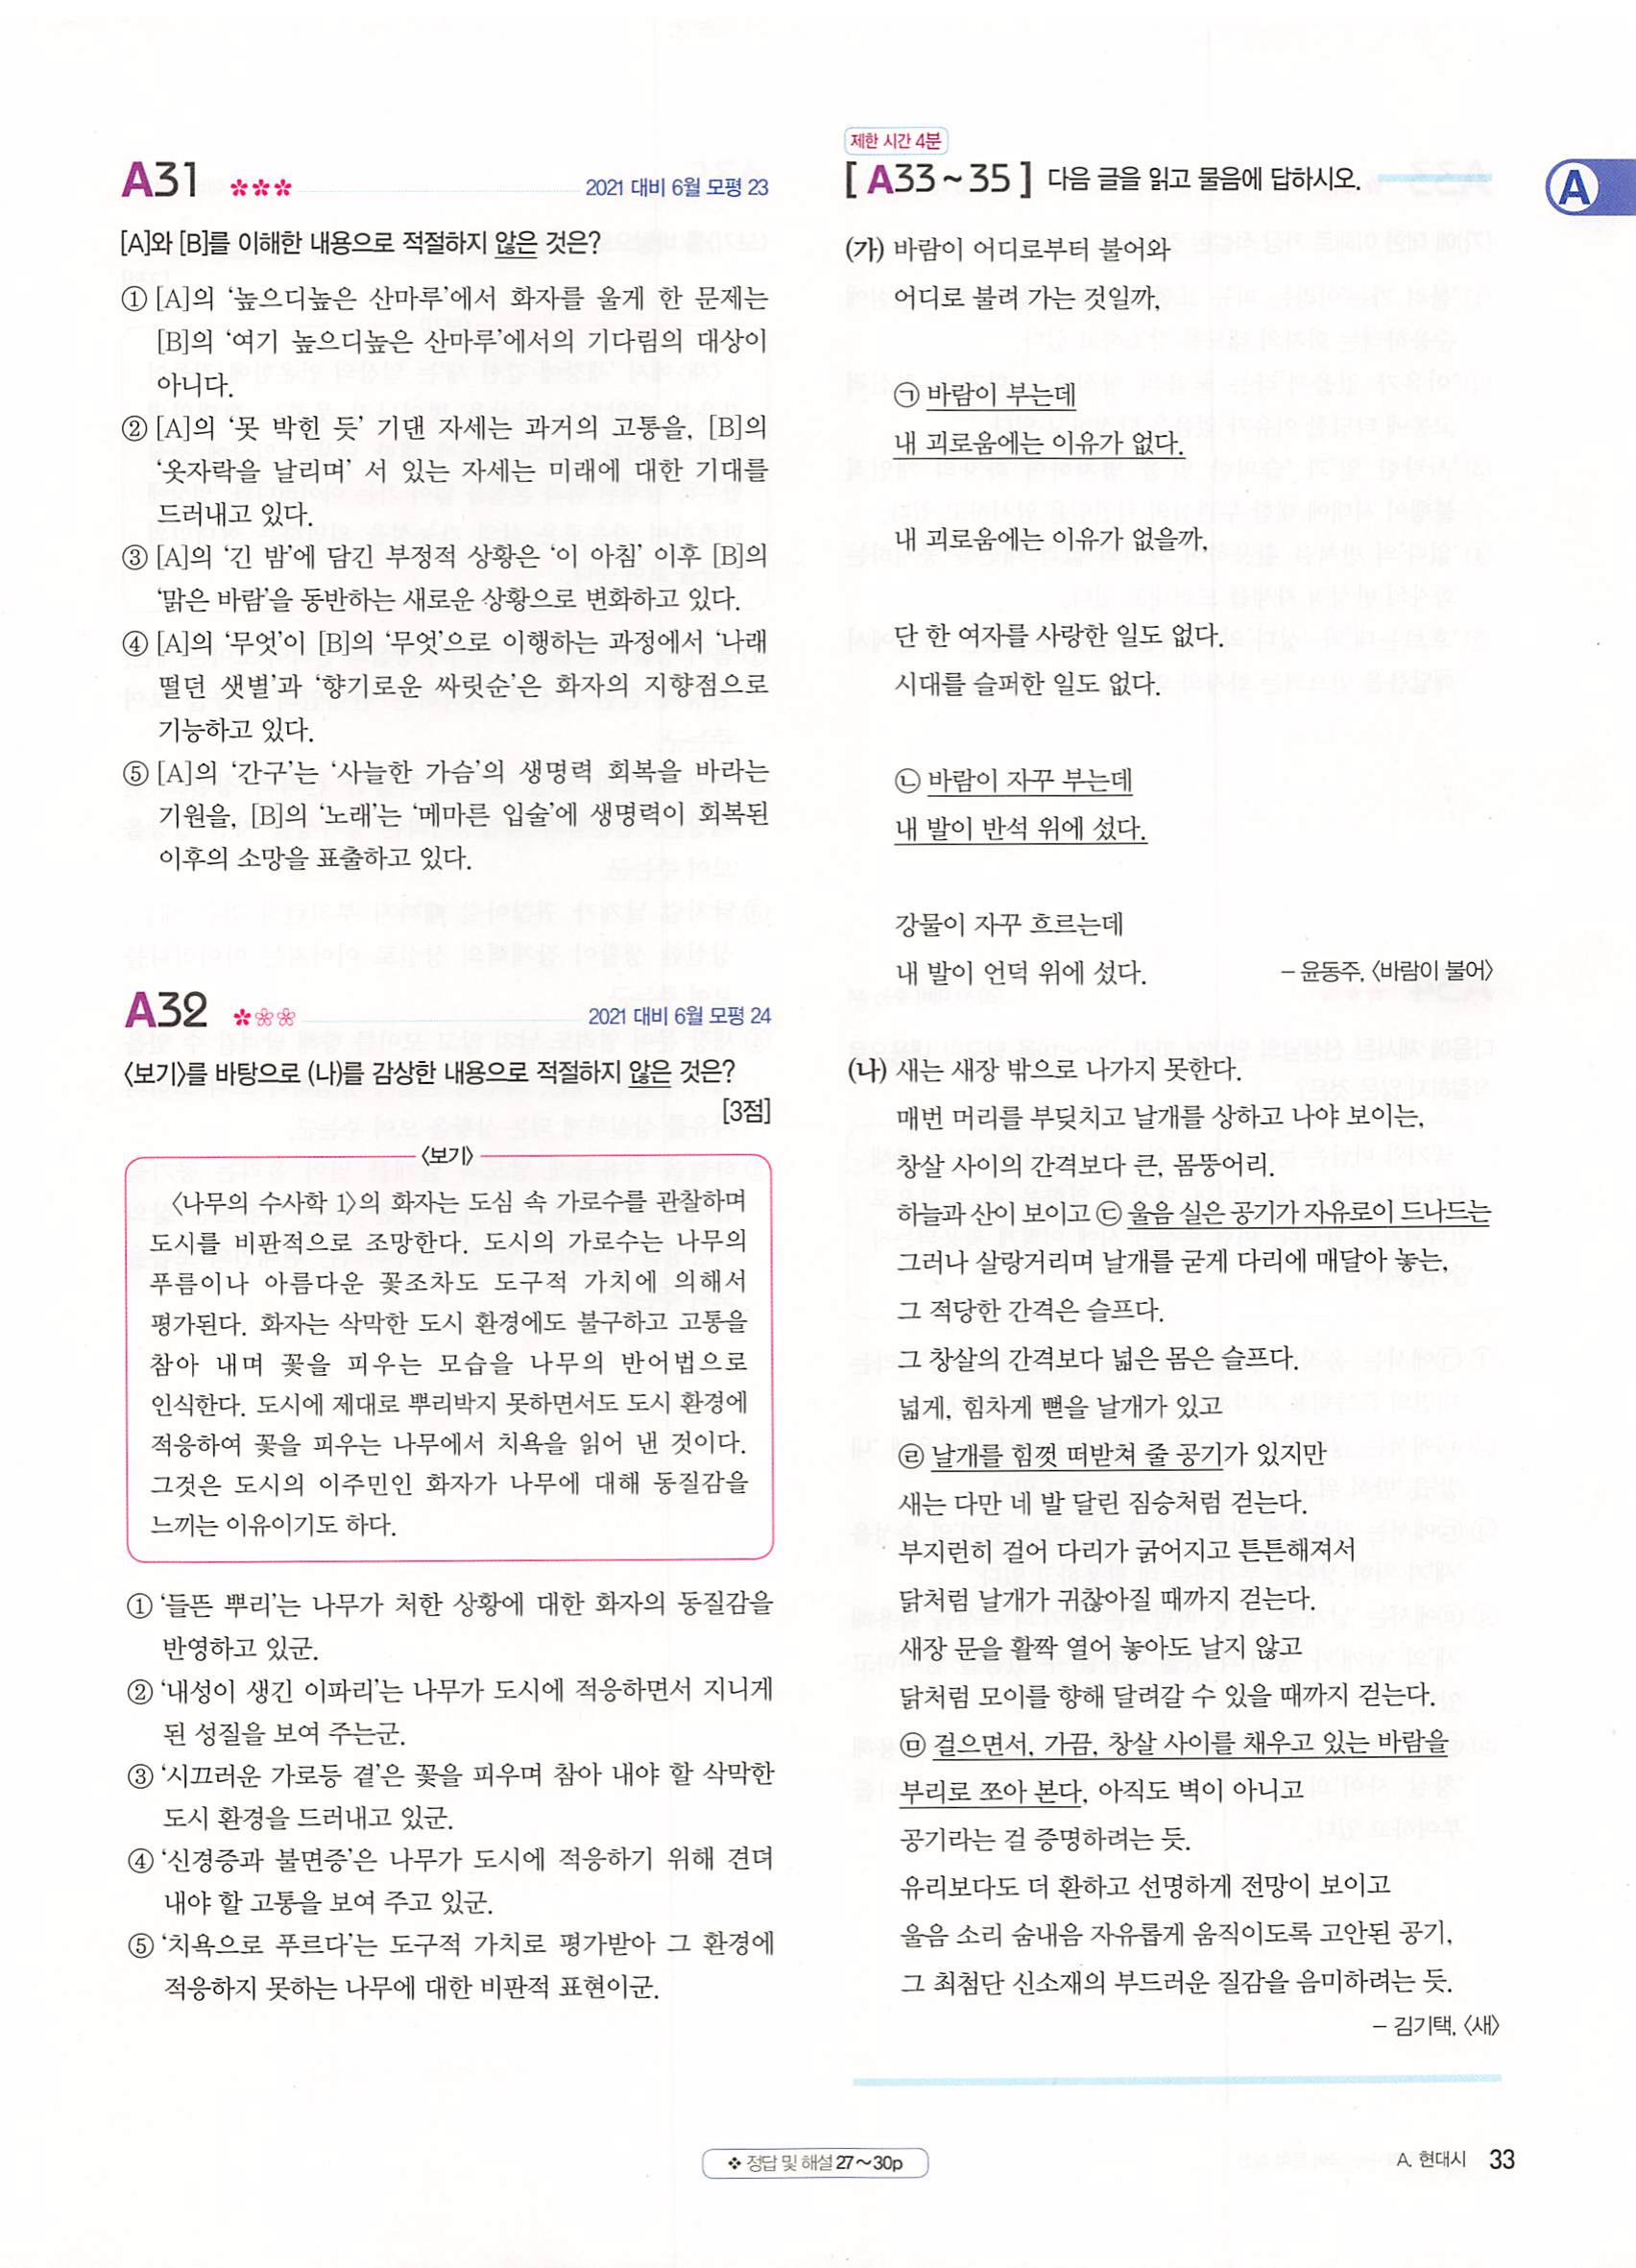 A31 ✽✽✽ 2021 대비 6월 모평 23
[A]와 [B]를 이해한 내용으로 적절하지 않은 것은?
① [A]의 ‘높으디높은 산마루’에서 화자를 울게 한 문제는
[B]의 ‘여기 높으디높은 산마루’에서의 기다림의 대상이
아니다.
② [A]의 ‘못 박힌 듯’ 기댄 자세는 과거의 고통을, [B]의
‘옷자락을 날리며’ 서 있는 자세는 미래에 대한 기대를
드러내고 있다.
③ [A]의 ‘긴 밤’에 담긴 부정적 상황은 ‘이 아침’ 이후 [B]의
‘맑은 바람’을 동반하는 새로운 상황으로 변화하고 있다.
④ [A]의 ‘무엇’이 [B]의 ‘무엇’으로 이행하는 과정에서 ‘나래
떨던 샛별’과 ‘향기로운 싸릿순’은 화자의 지향점으로
기능하고 있다.
⑤ [A]의 ‘간구’는 ‘사늘한 가슴’의 생명력 회복을 바라는
기원을, [B]의 ‘노래’는 ‘메마른 입술’에 생명력이 회복된
이후의 소망을 표출하고 있다.
A32 ✽❀❀ 2021 대비 6월 모평 24
〈보기〉를 바탕으로 (나)를 감상한 내용으로 적절하지 않은 것은?
[3점]
〈보기〉
〈나무의 수사학 1〉의 화자는 도심 속 가로수를 관찰하며
도시를 비판적으로 조망한다. 도시의 가로수는 나무의
푸름이나 아름다운 꽃조차도 도구적 가치에 의해서
평가된다. 화자는 삭막한 도시 환경에도 불구하고 고통을
참아 내며 꽃을 피우는 모습을 나무의 반어법으로
인식한다. 도시에 제대로 뿌리박지 못하면서도 도시 환경에
적응하여 꽃을 피우는 나무에서 치욕을 읽어 낸 것이다.
그것은 도시의 이주민인 화자가 나무에 대해 동질감을
느끼는 이유이기도 하다.
① ‘들뜬 뿌리’는 나무가 처한 상황에 대한 화자의 동질감을
반영하고 있군.
② ‘내성이 생긴 이파리’는 나무가 도시에 적응하면서 지니게
된 성질을 보여 주는군.
③ ‘시끄러운 가로등 곁’은 꽃을 피우며 참아 내야 할 삭막한
도시 환경을 드러내고 있군.
④ ‘신경증과 불면증’은 나무가 도시에 적응하기 위해 견뎌
내야 할 고통을 보여 주고 있군.
⑤ ‘치욕으로 푸르다’는 도구적 가치로 평가받아 그 환경에
적응하지 못하는 나무에 대한 비판적 표현이군.
제한 시간 4분
[ A33~35 ] 다음 글을 읽고 물음에 답하시오.
A
(가) 바람이 어디로부터 불어와
어디로 불려 가는 것일까,
㉠ 바람이 부는데
내 괴로움에는 이유가 없다.
내 괴로움에는 이유가 없을까,
단 한 여자를 사랑한 일도 없다.
시대를 슬퍼한 일도 없다.
㉡ 바람이 자꾸 부는데
내 발이 반석 위에 섰다.
강물이 자꾸 흐르는데
내 발이 언덕 위에 섰다. – 윤동주, 〈바람이 불어〉
(나) 새는 새장 밖으로 나가지 못한다.
매번 머리를 부딪치고 날개를 상하고 나야 보이는,
창살 사이의 간격보다 큰, 몸뚱어리.
하늘과 산이 보이고 ㉢ 울음 실은 공기가 자유로이 드나드는
그러나 살랑거리며 날개를 굳게 다리에 매달아 놓는,
그 적당한 간격은 슬프다.
그 창살의 간격보다 넓은 몸은 슬프다.
넓게, 힘차게 뻗을 날개가 있고
㉣ 날개를 힘껏 떠받쳐 줄 공기가 있지만
새는 다만 네 발 달린 짐승처럼 걷는다.
부지런히 걸어 다리가 굵어지고 튼튼해져서
닭처럼 날개가 귀찮아질 때까지 걷는다.
새장 문을 활짝 열어 놓아도 날지 않고
닭처럼 모이를 향해 달려갈 수 있을 때까지 걷는다.
㉤ 걸으면서, 가끔, 창살 사이를 채우고 있는 바람을
부리로 쪼아 본다, 아직도 벽이 아니고
공기라는 걸 증명하려는 듯.
유리보다도 더 환하고 선명하게 전망이 보이고
울음 소리 숨내음 자유롭게 움직이도록 고안된 공기,
그 최첨단 신소재의 부드러운 질감을 음미하려는 듯.
– 김기택, 〈새〉
❖ 정답 및 해설 27~30p
A. 현대시 33